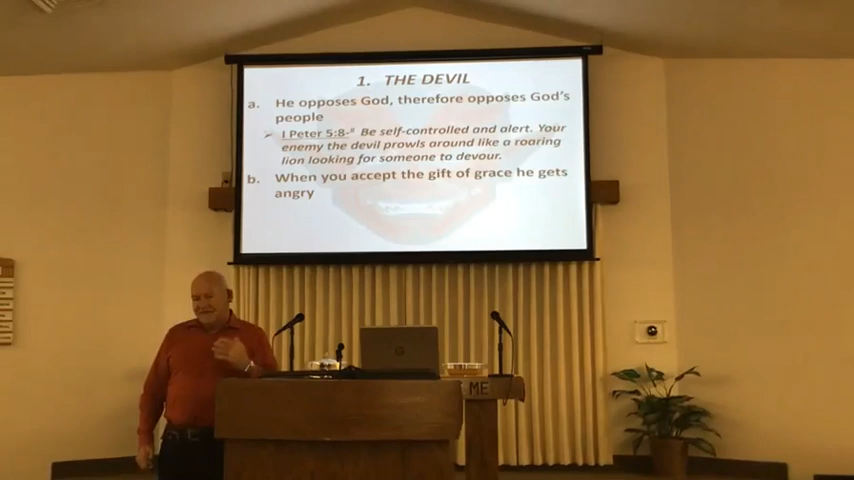 1. THE DEVIL
a. He opposes God, therefore opposes God's
people
➢ I Peter 5:8-⁸ Be self-controlled and alert. Your
enemy the devil prowls around like a roaring
lion looking for someone to devour.
b. When you accept the gift of grace he gets
angry
hp
ME